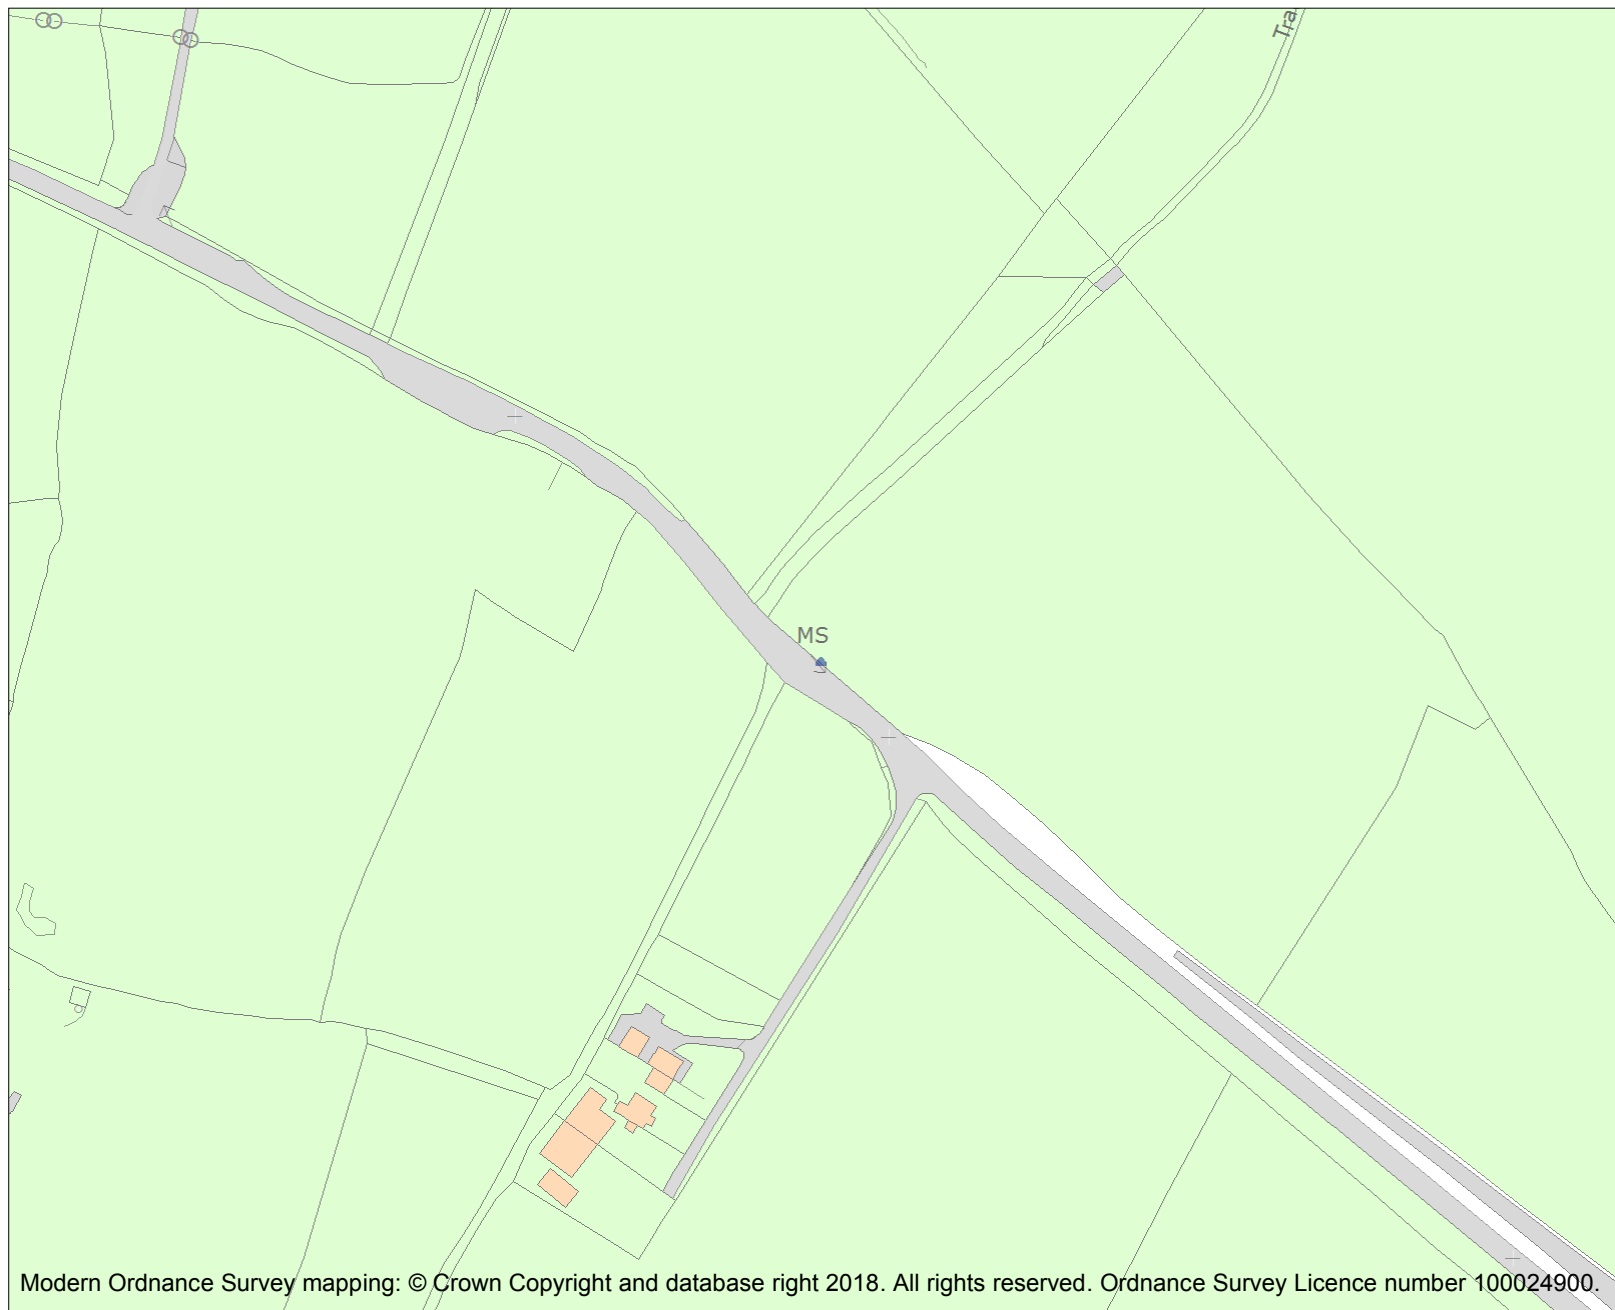 Tra
MS
Modern Ordnance Survey mapping: © Crown Copyright and database right 2018. All rights reserved. Ordnance Survey Licence number 100024900.